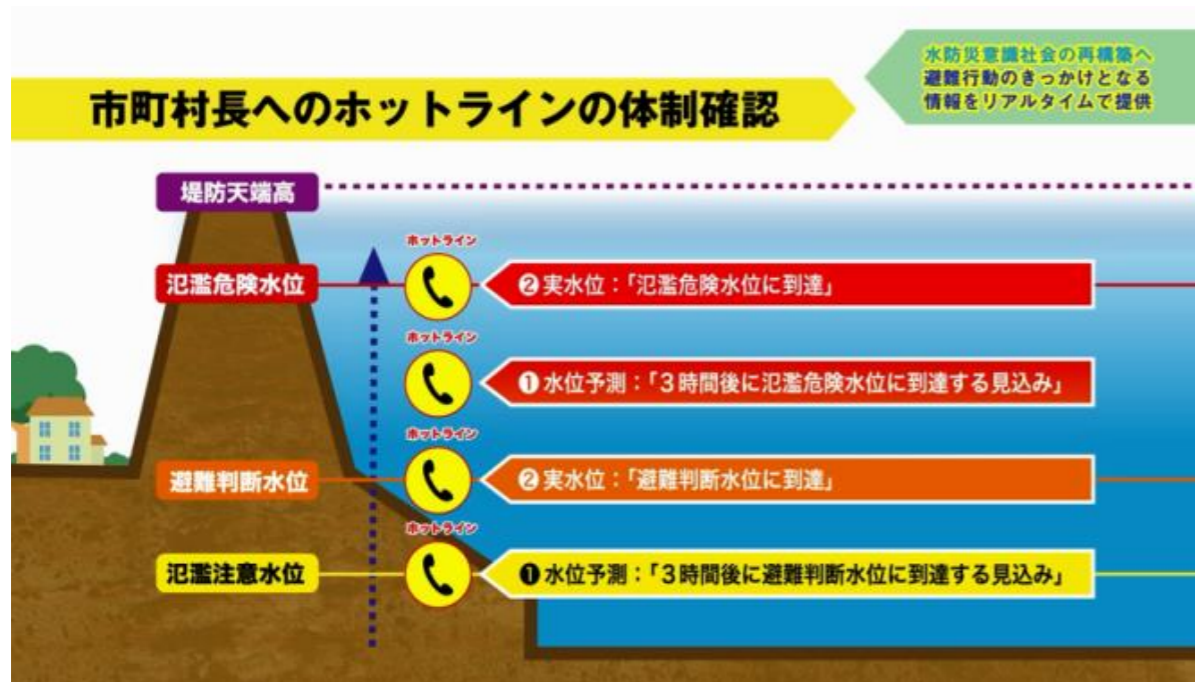 水防災意識社会の再構築へ
避難行動のきっかけとなる
情報をリアルタイムで提供
市町村長へのホットラインの体制確認
堤防天端高
ホットライン
氾濫危険水位
❷実水位：「氾濫危険水位に到達」
ホットライン
❶水位予測：「3時間後に氾濫危険水位に到達する見込み」
ホットライン
避難判断水位
❷実水位：「避難判断水位に到達」
ホットライン
氾濫注意水位
❶水位予測：「3時間後に避難判断水位に到達する見込み」